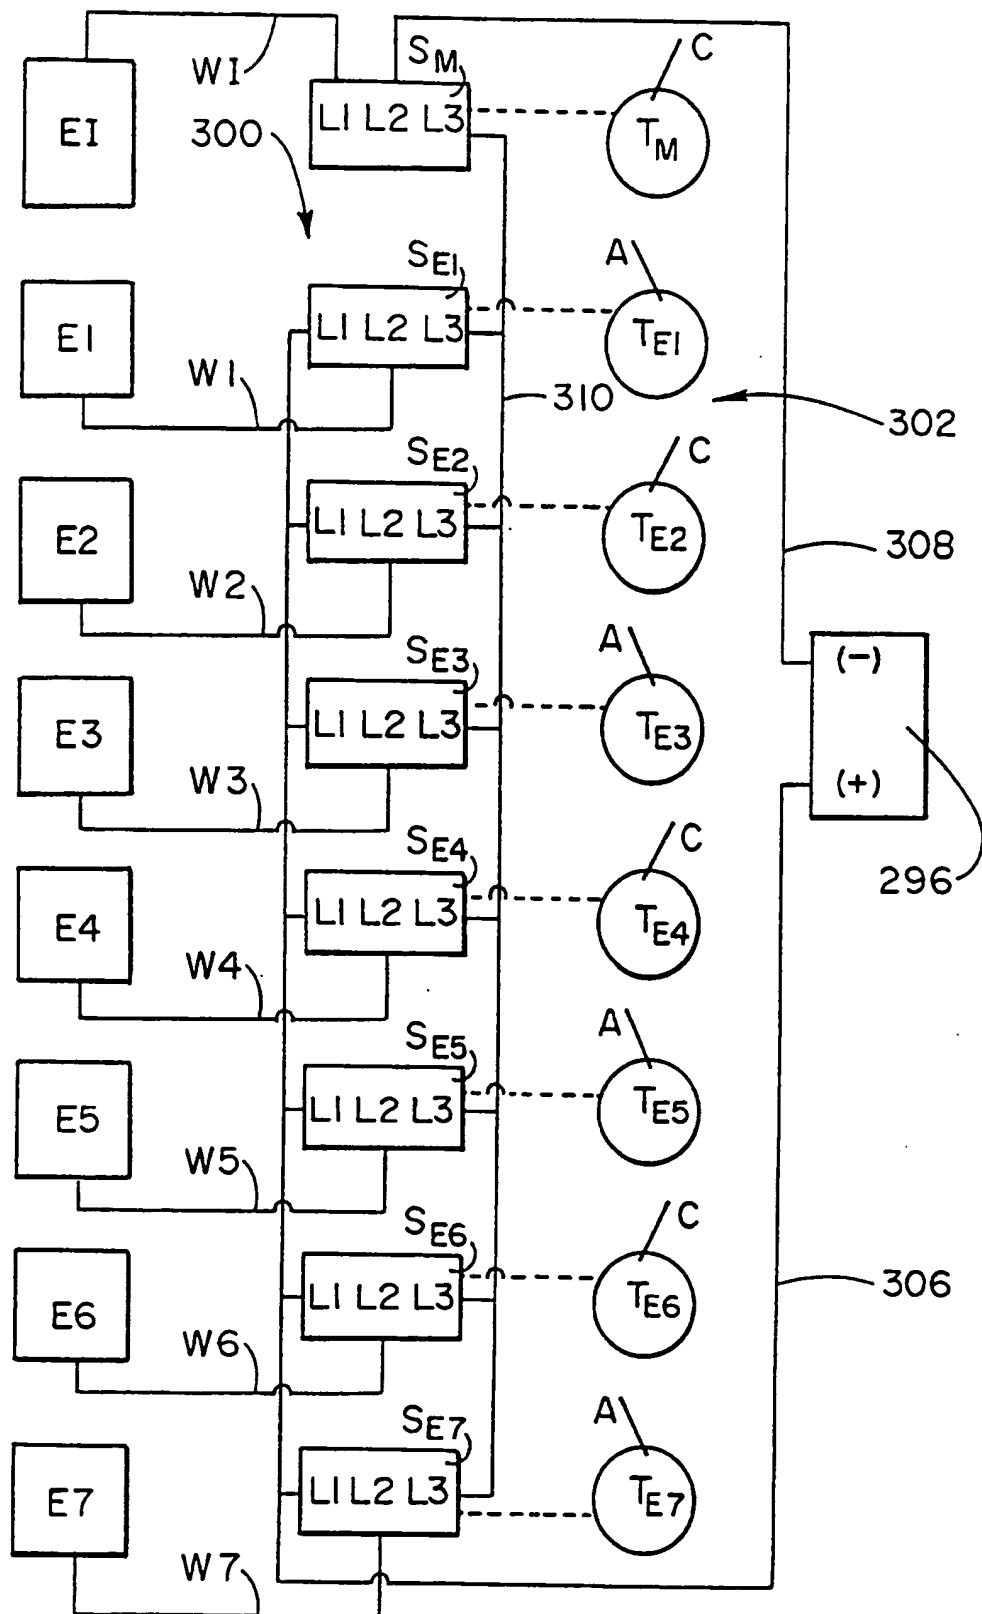 WI
SM
C
EI
L1 L2 L3
TM
300
SE1
A
E1
L1 L2 L3
TE1
W1
310
302
SE2
C
E2
L1 L2 L3
TE2
308
W2
SE3
A
(-)
E3
L1 L2 L3
TE3
W3
(+)
SE4
C
296
E4
L1 L2 L3
TE4
W4
SE5
A
E5
L1 L2 L3
TE5
W5
SE6
C
E6
L1 L2 L3
TE6
306
W6
SE7
A
E7
L1 L2 L3
TE7
W7